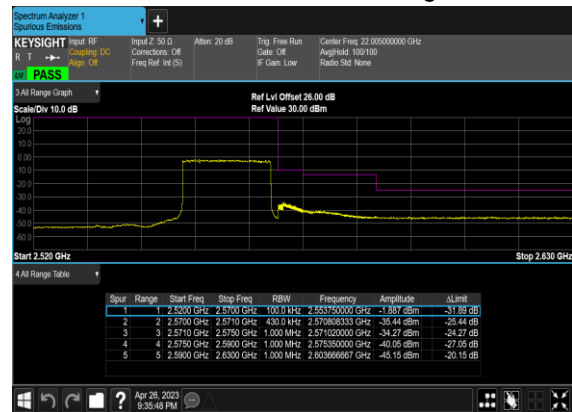 Spectrum Analyzer 1
Spurious Emissions
KEYSIGHT Input: RF
R T Coupling: DC
Align: Off
Input Z: 50 Ω
Corrections: Off
Freq Ref: Int (S)
Atten: 20 dB
Trig: Free Run
Gate: Off
IF Gain: Low
Center Freq: 22.005000000 GHz
Avg|Hold: 100/100
Radio Std: None
PASS
3 All Range Graph
Ref Lvl Offset 26.00 dB
Scale/Div 10.0 dB
Ref Value 30.00 dBm
Log
20.0
10.0
0.00
-10.0
-20.0
-30.0
-40.0
-50.0
-60.0
Start 2.520 GHz
Stop 2.630 GHz
4 All Range Table
Spur Range Start Freq Stop Freq RBW Frequency Amplitude ΔLimit
1 1 2.5200 GHz 2.5700 GHz 100.0 kHz 2.553750000 GHz -1.887 dBm -31.89 dB
2 2 2.5700 GHz 2.5710 GHz 430.0 kHz 2.570808333 GHz -35.44 dBm -25.44 dB
3 3 2.5710 GHz 2.5750 GHz 1.000 MHz 2.571020000 GHz -34.27 dBm -24.27 dB
4 4 2.5750 GHz 2.5900 GHz 1.000 MHz 2.575350000 GHz -40.05 dBm -27.05 dB
5 5 2.5900 GHz 2.6300 GHz 1.000 MHz 2.603666667 GHz -45.15 dBm -20.15 dB
?
Apr 26, 2023
9:35:48 PM